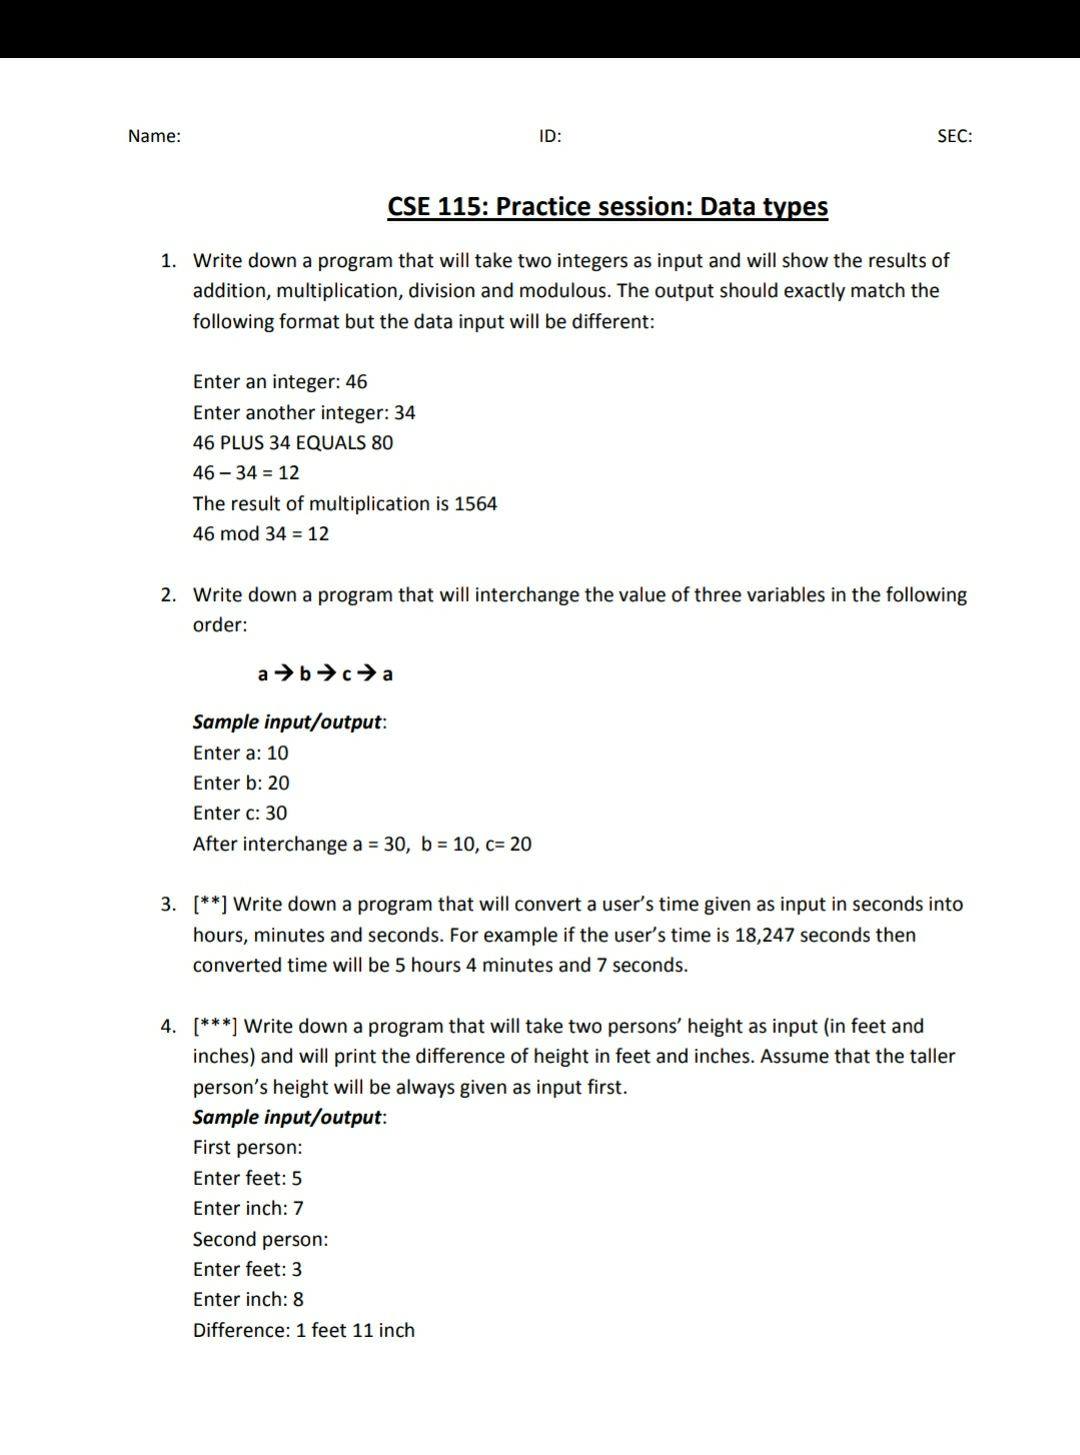 Name: ID: SEC:
CSE 115: Practice session: Data types
1. Write down a program that will take two integers as input and will show the results of
addition, multiplication, division and modulous. The output should exactly match the
following format but the data input will be different:
Enter an integer: 46
Enter another integer: 34
46 PLUS 34 EQUALS 80
46 – 34 = 12
The result of multiplication is 1564
46 mod 34 = 12
2. Write down a program that will interchange the value of three variables in the following
order:
a → b → c → a
Sample input/output:
Enter a: 10
Enter b: 20
Enter c: 30
After interchange a = 30, b = 10, c= 20
3. [**] Write down a program that will convert a user’s time given as input in seconds into
hours, minutes and seconds. For example if the user’s time is 18,247 seconds then
converted time will be 5 hours 4 minutes and 7 seconds.
4. [***] Write down a program that will take two persons’ height as input (in feet and
inches) and will print the difference of height in feet and inches. Assume that the taller
person’s height will be always given as input first.
Sample input/output:
First person:
Enter feet: 5
Enter inch: 7
Second person:
Enter feet: 3
Enter inch: 8
Difference: 1 feet 11 inch